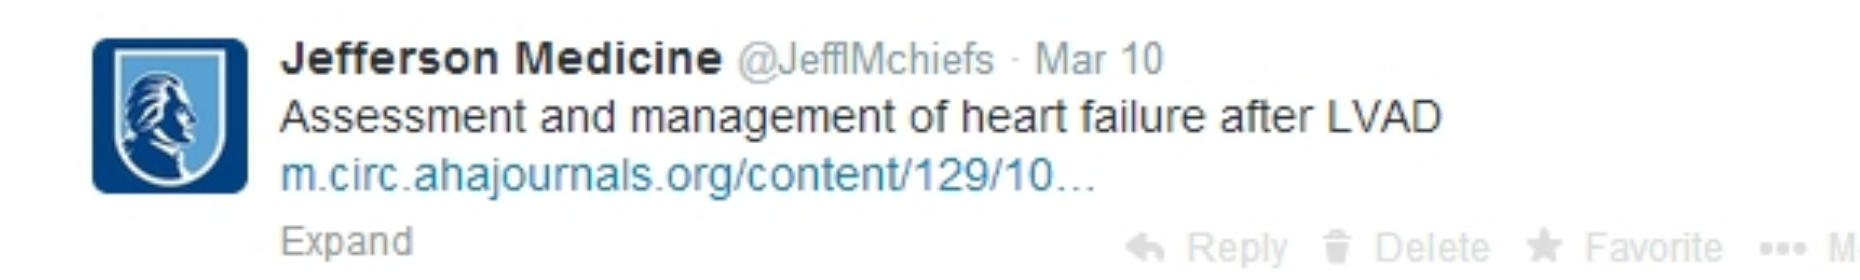 Jefferson Medicine @JeffIMchiefs · Mar 10
Assessment and management of heart failure after LVAD
m.circ.ahajournals.org/content/129/10...
Expand Reply Delete Favorite